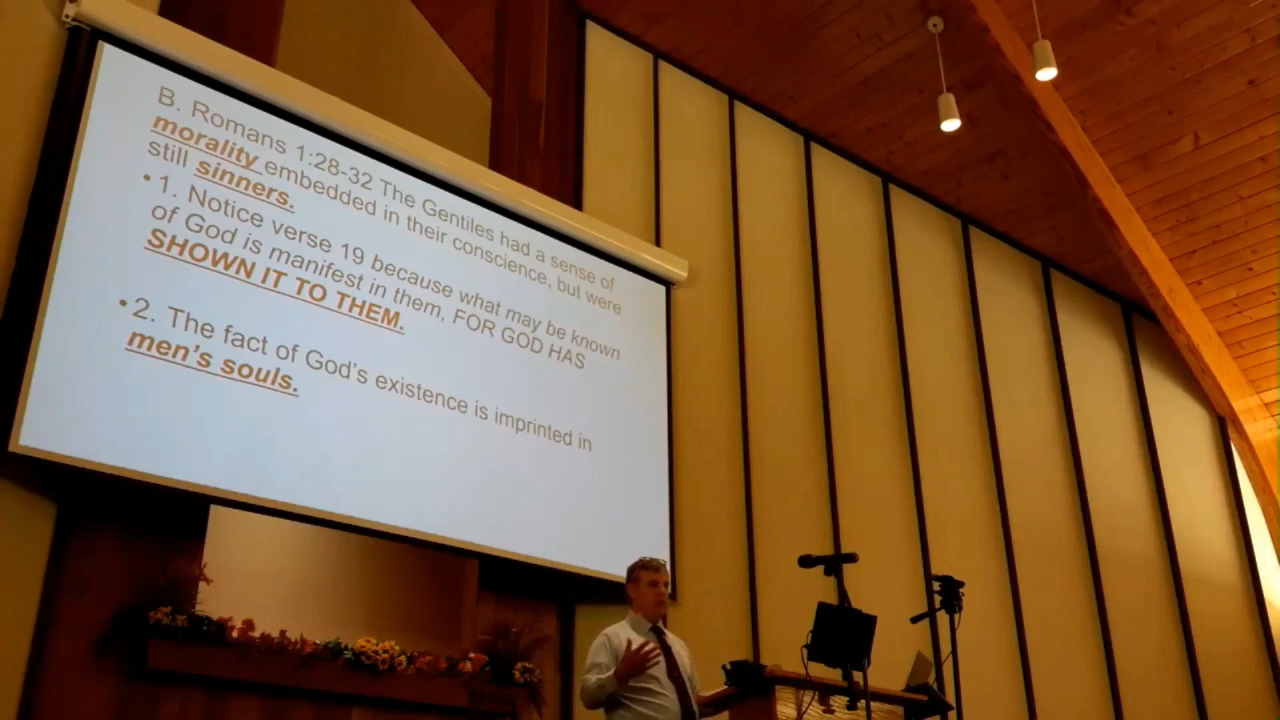 B. Romans 1:28-32 The Gentiles had a sense of
morality embedded in their conscience, but were
still sinners.
• 1. Notice verse 19 because what may be known
of God is manifest in them, FOR GOD HAS
SHOWN IT TO THEM.
• 2. The fact of God's existence is imprinted in
men's souls.